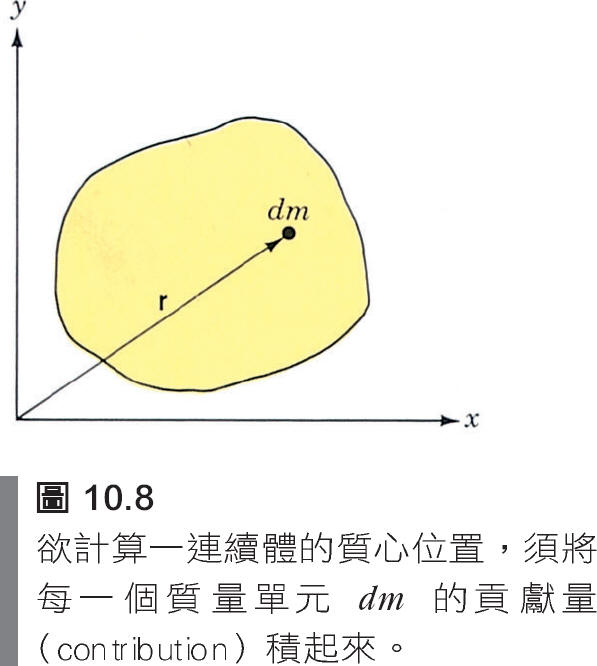 y
dm
r
x
圖 10.8
欲計算一連續體的質心位置，須將
每一個質量單元 dm 的貢獻量
（contribution）積起來。